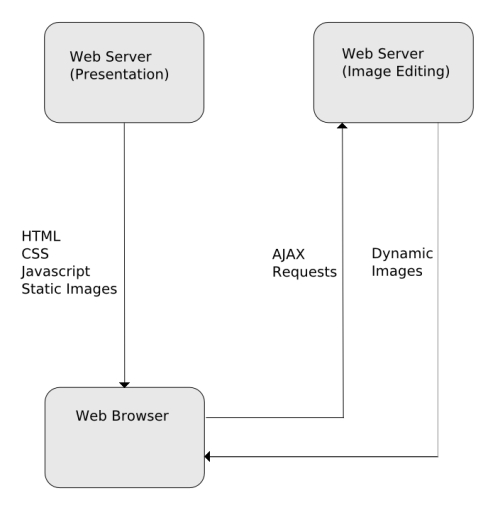 Web Server
(Presentation)
Web Server
(Image Editing)
HTML
CSS
Javascript
Static Images
AJAX
Requests
Dynamic
Images
Web Browser